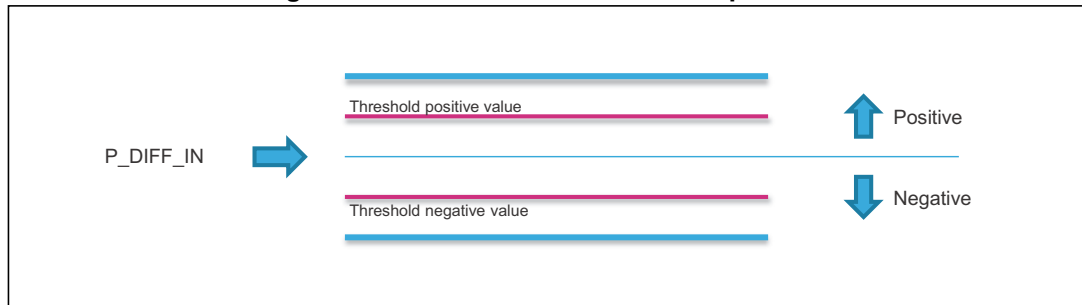 Threshold positive value
Positive
P_DIFF_IN
Negative
Threshold negative value